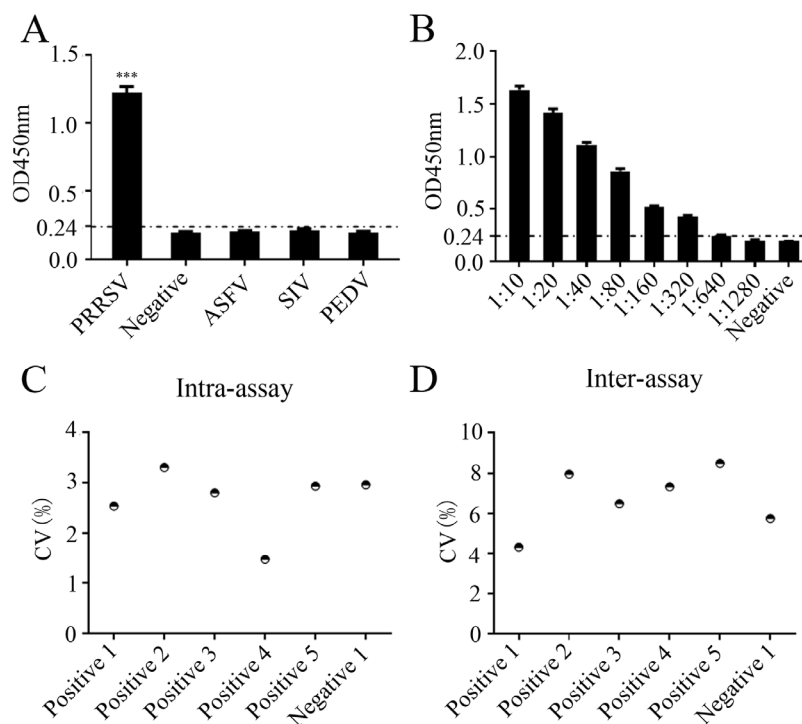 A
OD450nm
1.5
1.0
0.5
0.24
0.0
***
PRRSV
Negative
ASFV
SIV
PEDV
B
OD450nm
2.0
1.5
1.0
0.5
0.24
0.0
1:10
1:20
1:40
1:80
1:160
1:320
1:640
1:1280
Negative
C
Intra-assay
CV (%)
4
3
2
1
0
Positive 1
Positive 2
Positive 3
Positive 4
Positive 5
Negative 1
D
Inter-assay
CV (%)
10
8
6
4
2
0
Positive 1
Positive 2
Positive 3
Positive 4
Positive 5
Negative 1